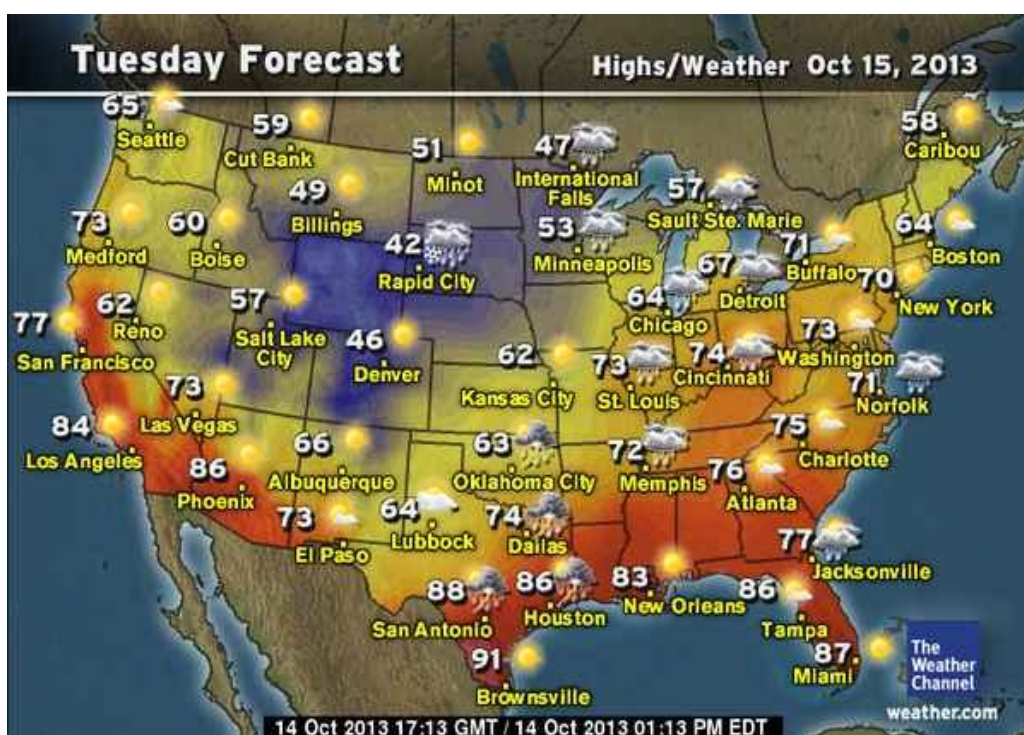 Tuesday Forecast
Highs/Weather Oct 15, 2013
65
Seattle
59
Cut Bank
51
Minot
47
International
Falls
58
Caribou
49
Billings
57
Sault Ste. Marie
73
Medford
60
Boise
42
Rapid City
53
Minneapolis
71
Buffalo
64
Boston
67
Detroit
70
New York
77
San Francisco
62
Reno
57
Salt Lake
City
64
Chicago
46
Denver
62
Kansas City
73
St. Louis
74
Cincinnati
73
Washington
71
Norfolk
73
Las Vegas
84
Los Angeles
66
Albuquerque
63
Oklahoma City
72
Memphis
75
Charlotte
86
Phoenix
76
Atlanta
73
El Paso
64
Lubbock
74
Dallas
77
Jacksonville
88
San Antonio
86
Houston
83
New Orleans
86
Tampa
91
Brownsville
87
Miami
The
Weather
Channel
weather.com
14 Oct 2013 17:13 GMT / 14 Oct 2013 01:13 PM EDT